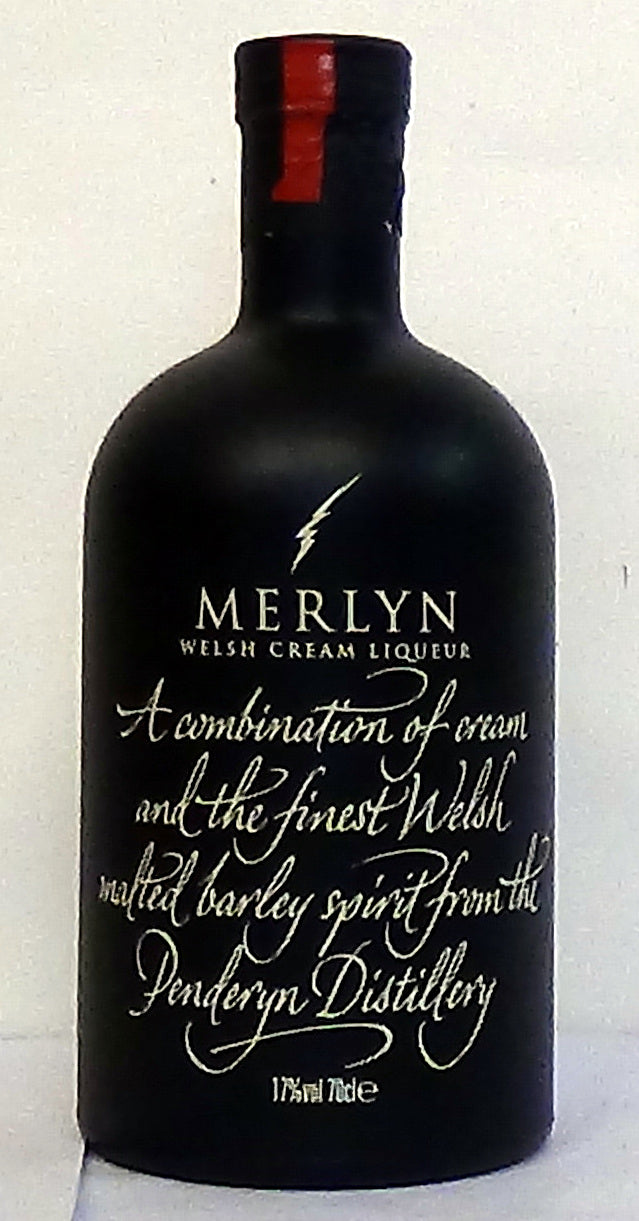 MERLYN
WELSH CREAM LIQUEUR
A combination of cream
and the finest Welsh
malted barley spirit from the
Penderyn Distillery
17%vol 70cl e